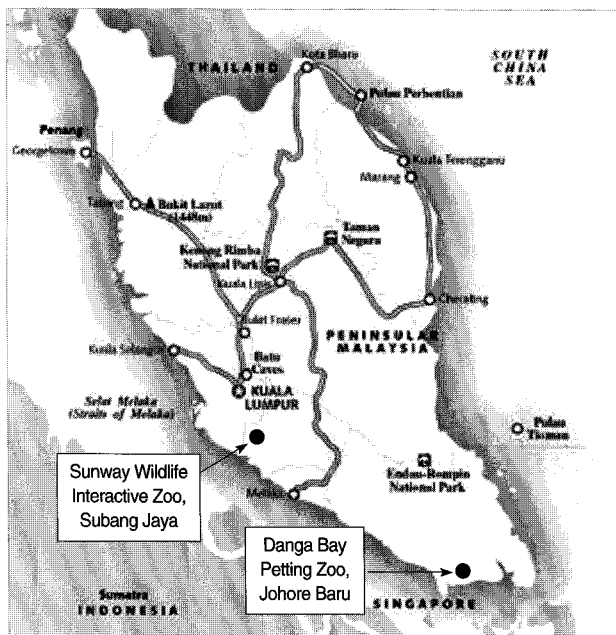 SOUTH
CHINA
SEA
Kota Bharu
THAILAND
Pulau Perhentian
Penang
Georgetown
Kuala Terengganu
Marang
Bukit Larut
(1448m)
Taman
Negara
Kenong Rimba
National Park
Kuala Lipis
Cherating
PENINSULAR
MALAYSIA
Bukit Fraser
Kuala Selangor
Batu
Caves
KUALA
LUMPUR
Selat Melaka
(Straits of Melaka)
Pulau
Tioman
Sunway Wildlife
Interactive Zoo,
Subang Jaya
Endau-Rompin
National Park
Melaka
Danga Bay
Petting Zoo,
Johore Baru
Sumatra
INDONESIA
SINGAPORE